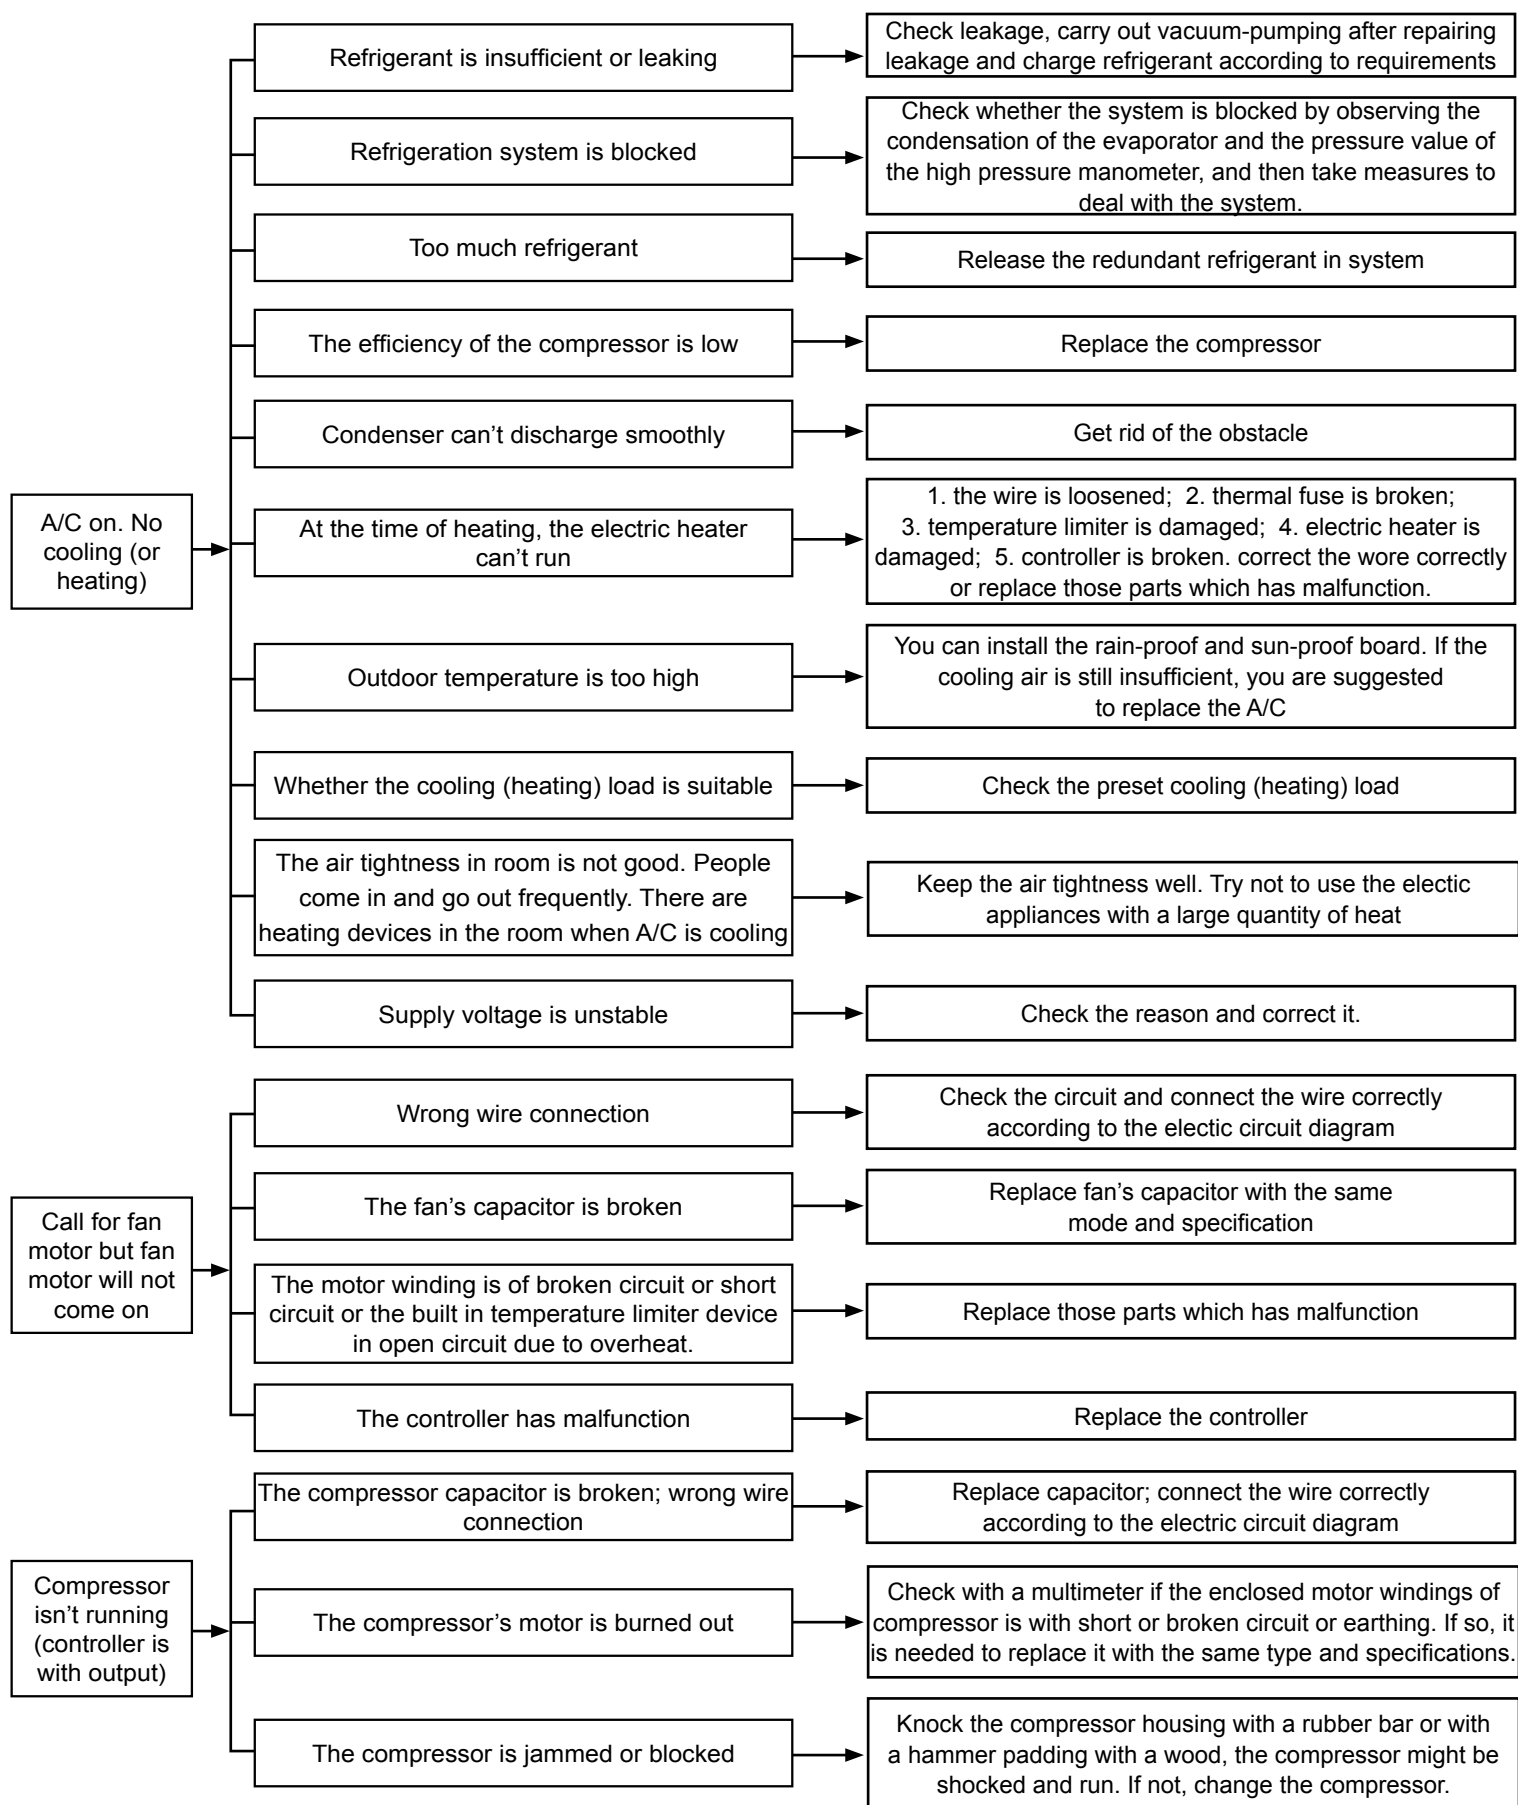 Refrigerant is insufficient or leaking
Check leakage, carry out vacuum-pumping after repairing
leakage and charge refrigerant according to requirements
Refrigeration system is blocked
Check whether the system is blocked by observing the
condensation of the evaporator and the pressure value of
the high pressure manometer, and then take measures to
deal with the system.
Too much refrigerant
Release the redundant refrigerant in system
The efficiency of the compressor is low
Replace the compressor
Condenser can't discharge smoothly
Get rid of the obstacle
A/C on. No
cooling (or
heating)
At the time of heating, the electric heater
can't run
1. the wire is loosened; 2. thermal fuse is broken;
3. temperature limiter is damaged; 4. electric heater is
damaged; 5. controller is broken. correct the wore correctly
or replace those parts which has malfunction.
Outdoor temperature is too high
You can install the rain-proof and sun-proof board. If the
cooling air is still insufficient, you are suggested
to replace the A/C
Whether the cooling (heating) load is suitable
Check the preset cooling (heating) load
The air tightness in room is not good. People
come in and go out frequently. There are
heating devices in the room when A/C is cooling
Keep the air tightness well. Try not to use the electic
appliances with a large quantity of heat
Supply voltage is unstable
Check the reason and correct it.
Wrong wire connection
Check the circuit and connect the wire correctly
according to the electic circuit diagram
Call for fan
motor but fan
motor will not
come on
The fan's capacitor is broken
Replace fan's capacitor with the same
mode and specification
The motor winding is of broken circuit or short
circuit or the built in temperature limiter device
in open circuit due to overheat.
Replace those parts which has malfunction
The controller has malfunction
Replace the controller
The compressor capacitor is broken; wrong wire
connection
Replace capacitor; connect the wire correctly
according to the electric circuit diagram
Compressor
isn't running
(controller is
with output)
The compressor's motor is burned out
Check with a multimeter if the enclosed motor windings of
compressor is with short or broken circuit or earthing. If so, it
is needed to replace it with the same type and specifications.
The compressor is jammed or blocked
Knock the compressor housing with a rubber bar or with
a hammer padding with a wood, the compressor might be
shocked and run. If not, change the compressor.